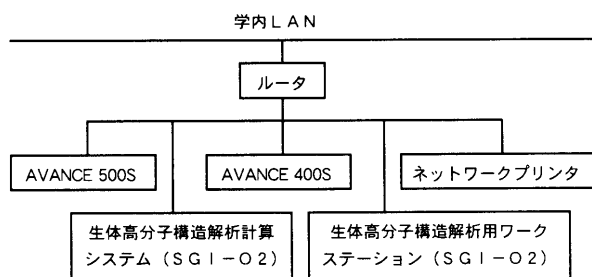 学内ＬＡＮ
ルータ
AVANCE 500S
AVANCE 400S
ネットワークプリンタ
生体高分子構造解析計算
システム（ＳＧＩ－Ｏ２）
生体高分子構造解析用ワーク
ステーション（ＳＧＩ－Ｏ２）